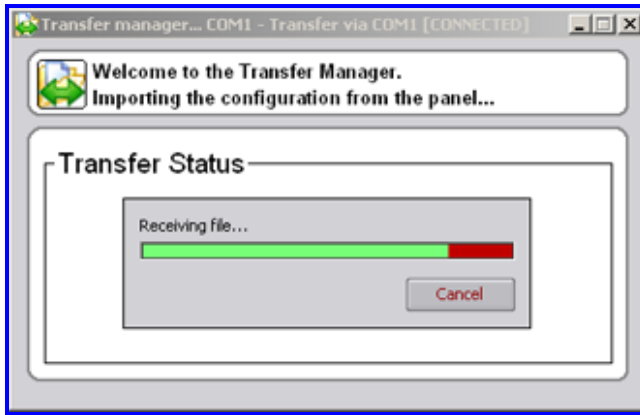 Transfer manager... COM1 - Transfer via COM1 [CONNECTED]
Welcome to the Transfer Manager.
Importing the configuration from the panel...
Transfer Status
Receiving file...
Cancel